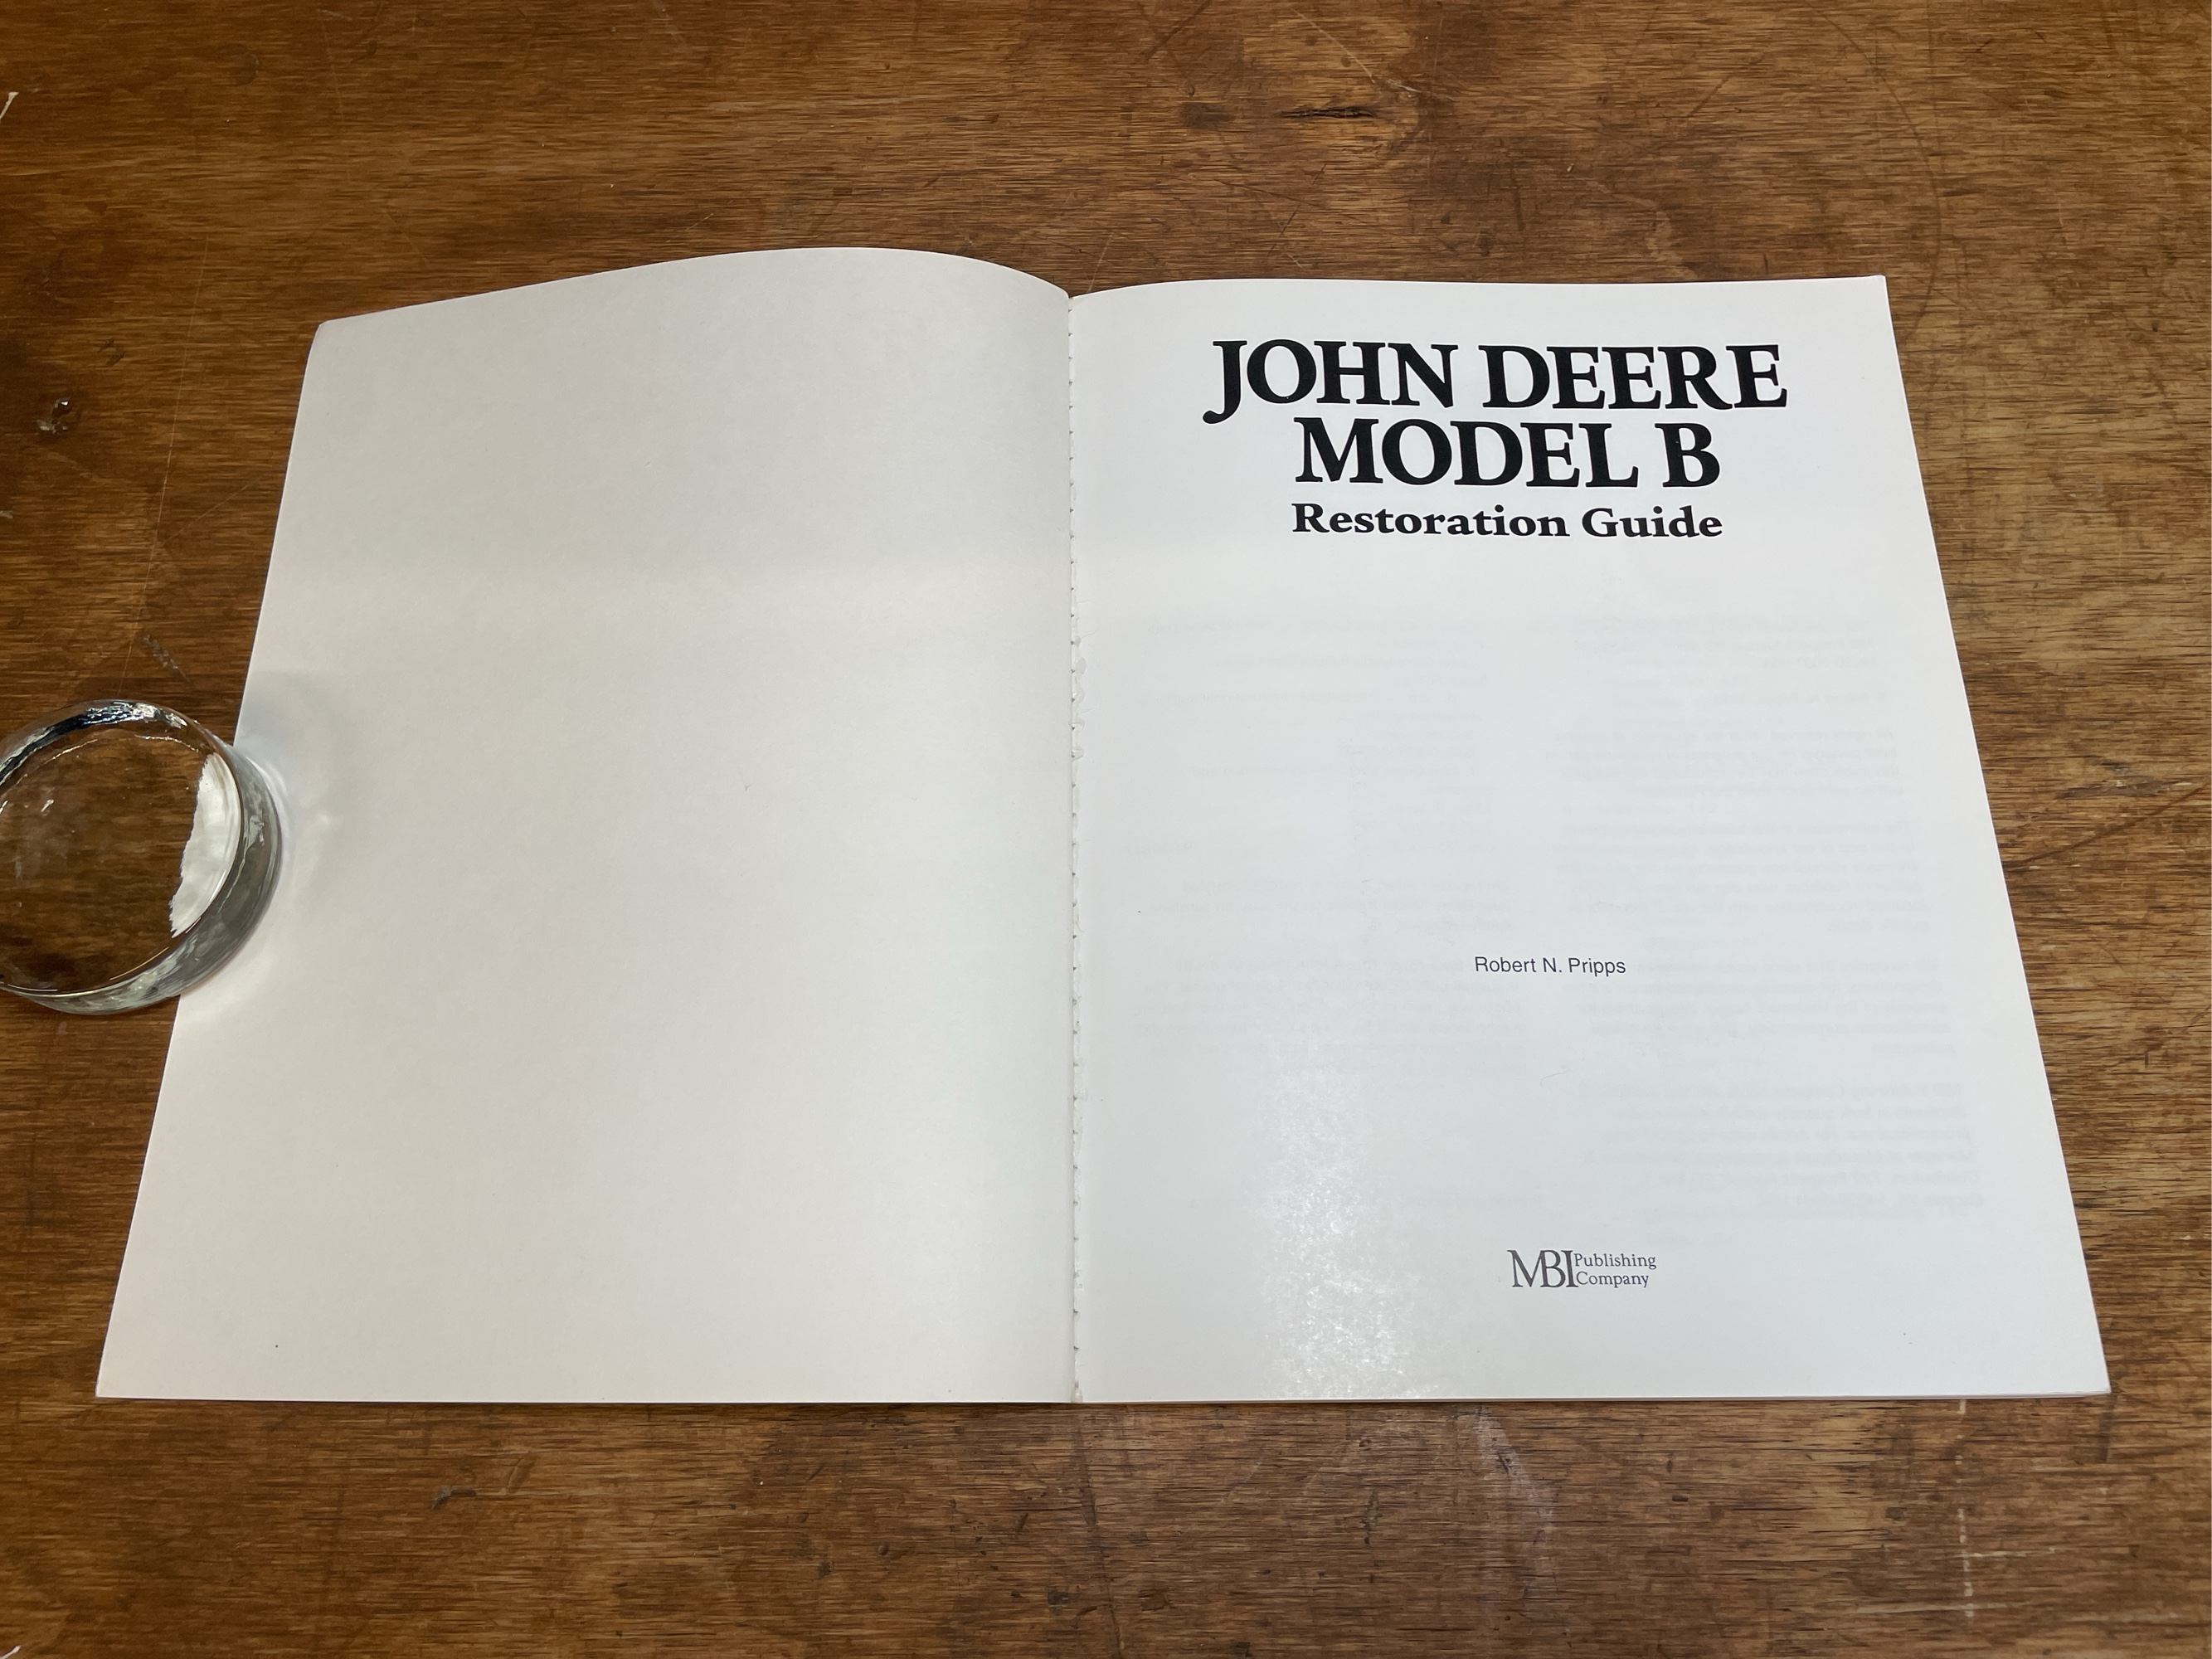 JOHN DEERE
MODEL B
Restoration Guide
Robert N. Pripps
MBI Publishing
Company